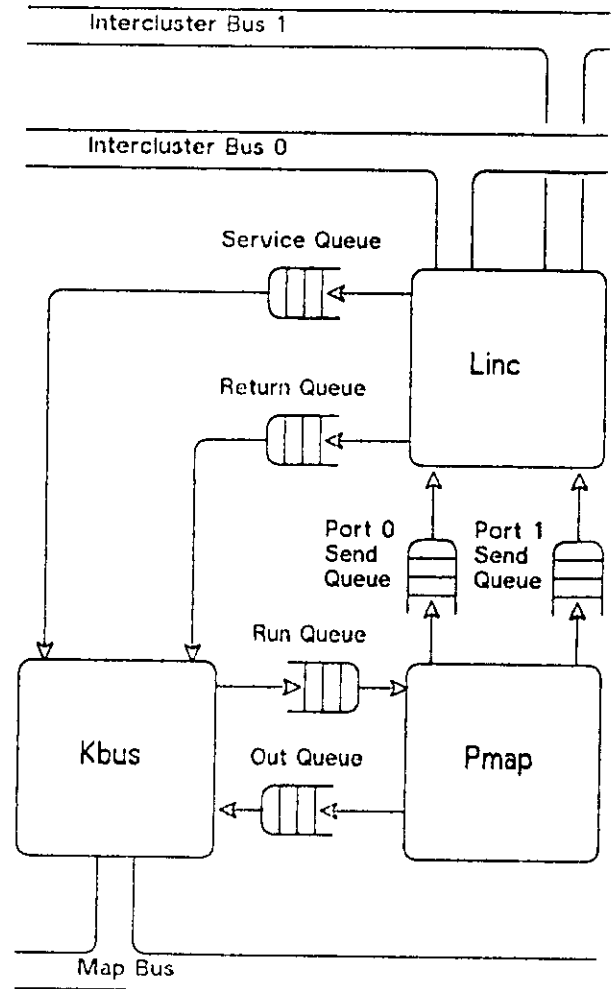 Intercluster Bus 1
Intercluster Bus 0
Service Queue
Linc
Return Queue
Port 0
Send
Queue
Port 1
Send
Queue
Run Queue
Kbus
Out Queue
Pmap
Map Bus